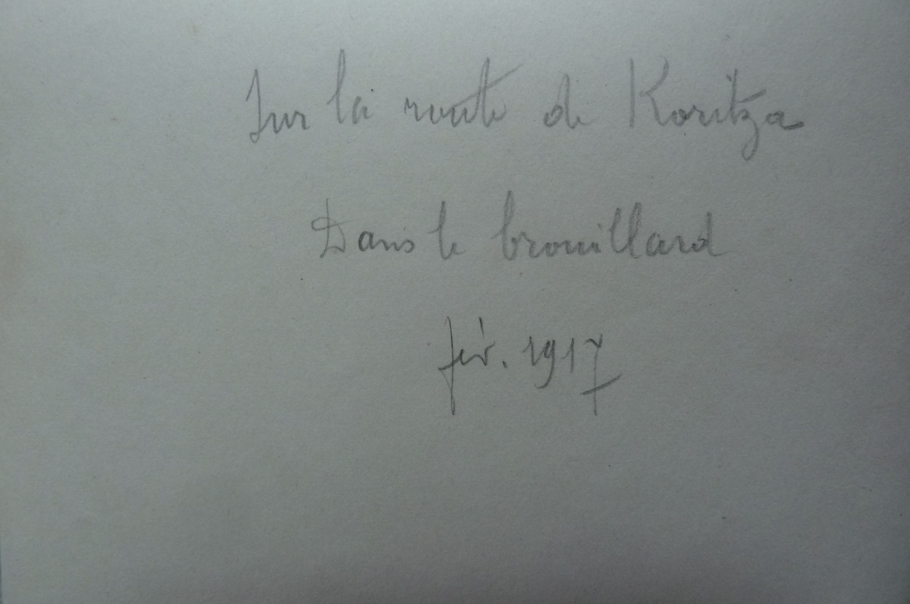 Sur la route de Koritza
Dans le brouillard
fév. 1917